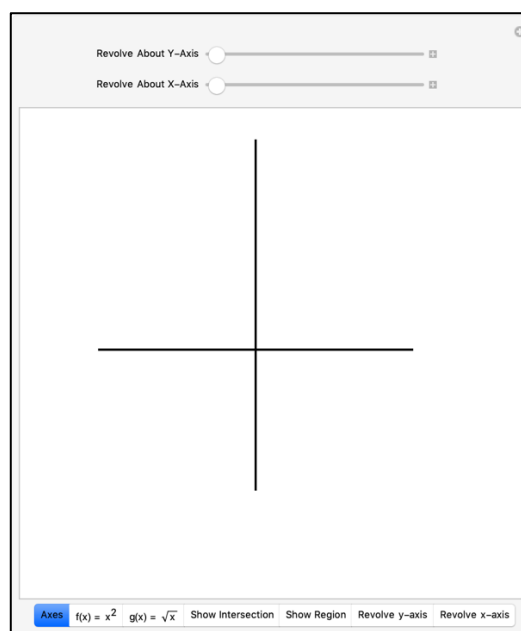 Revolve About Y-Axis
Revolve About X-Axis
Axes f(x) = x² g(x) = √x Show Intersection Show Region Revolve y-axis Revolve x-axis